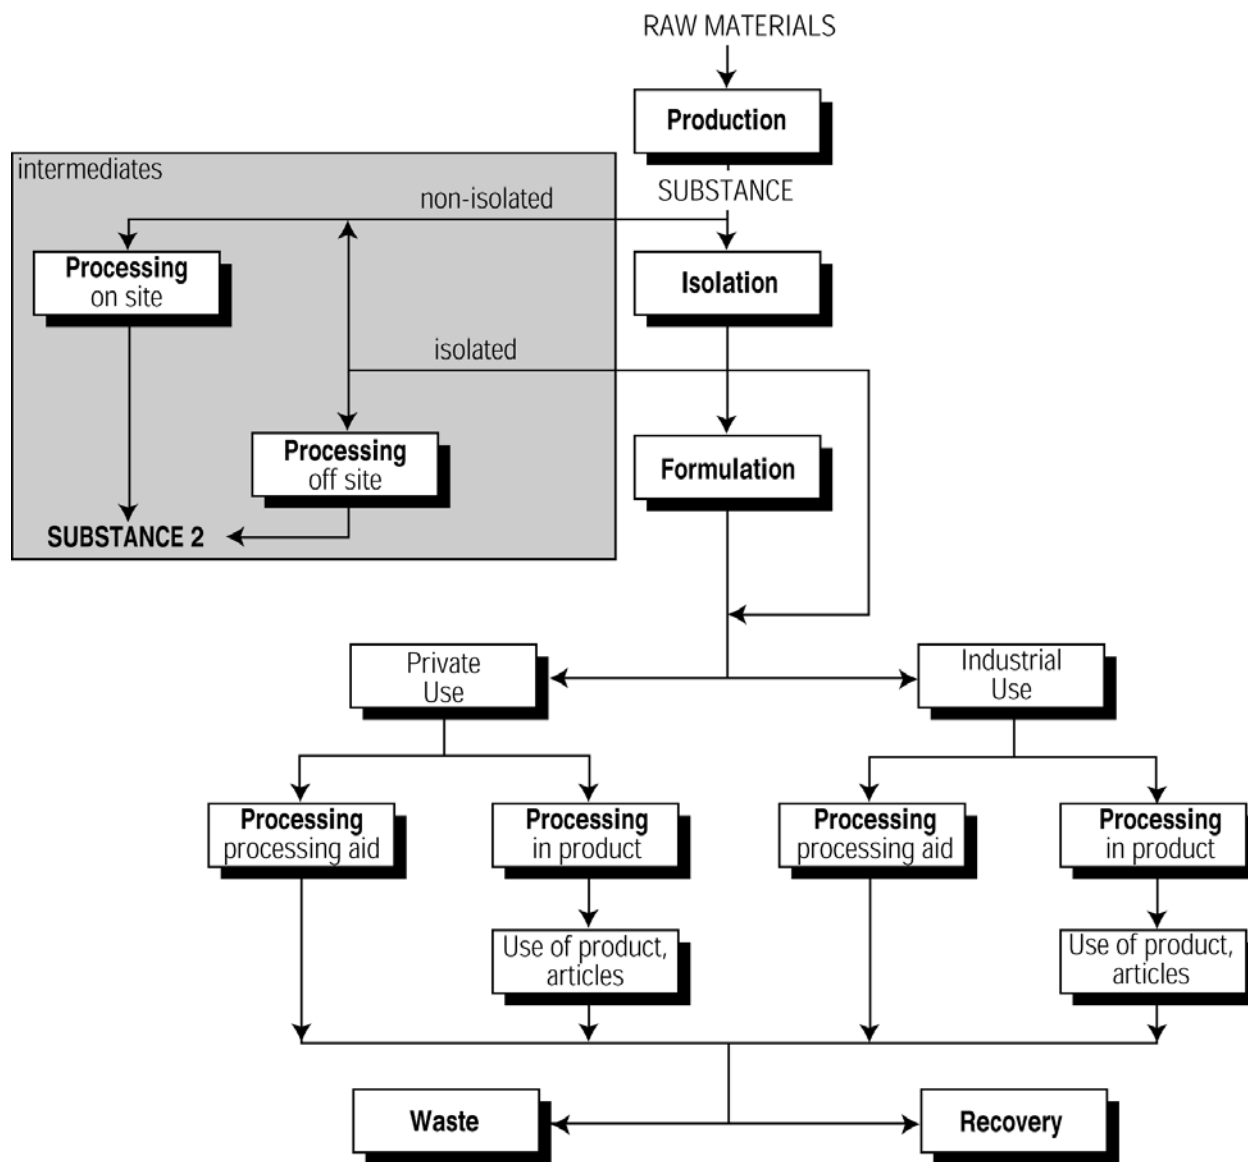 RAW MATERIALS
Production
intermediates
SUBSTANCE
non-isolated
Processing
on site
Isolation
isolated
Processing
off site
Formulation
SUBSTANCE 2
Private
Use
Industrial
Use
Processing
processing aid
Processing
in product
Processing
processing aid
Processing
in product
Use of product,
articles
Use of product,
articles
Waste
Recovery